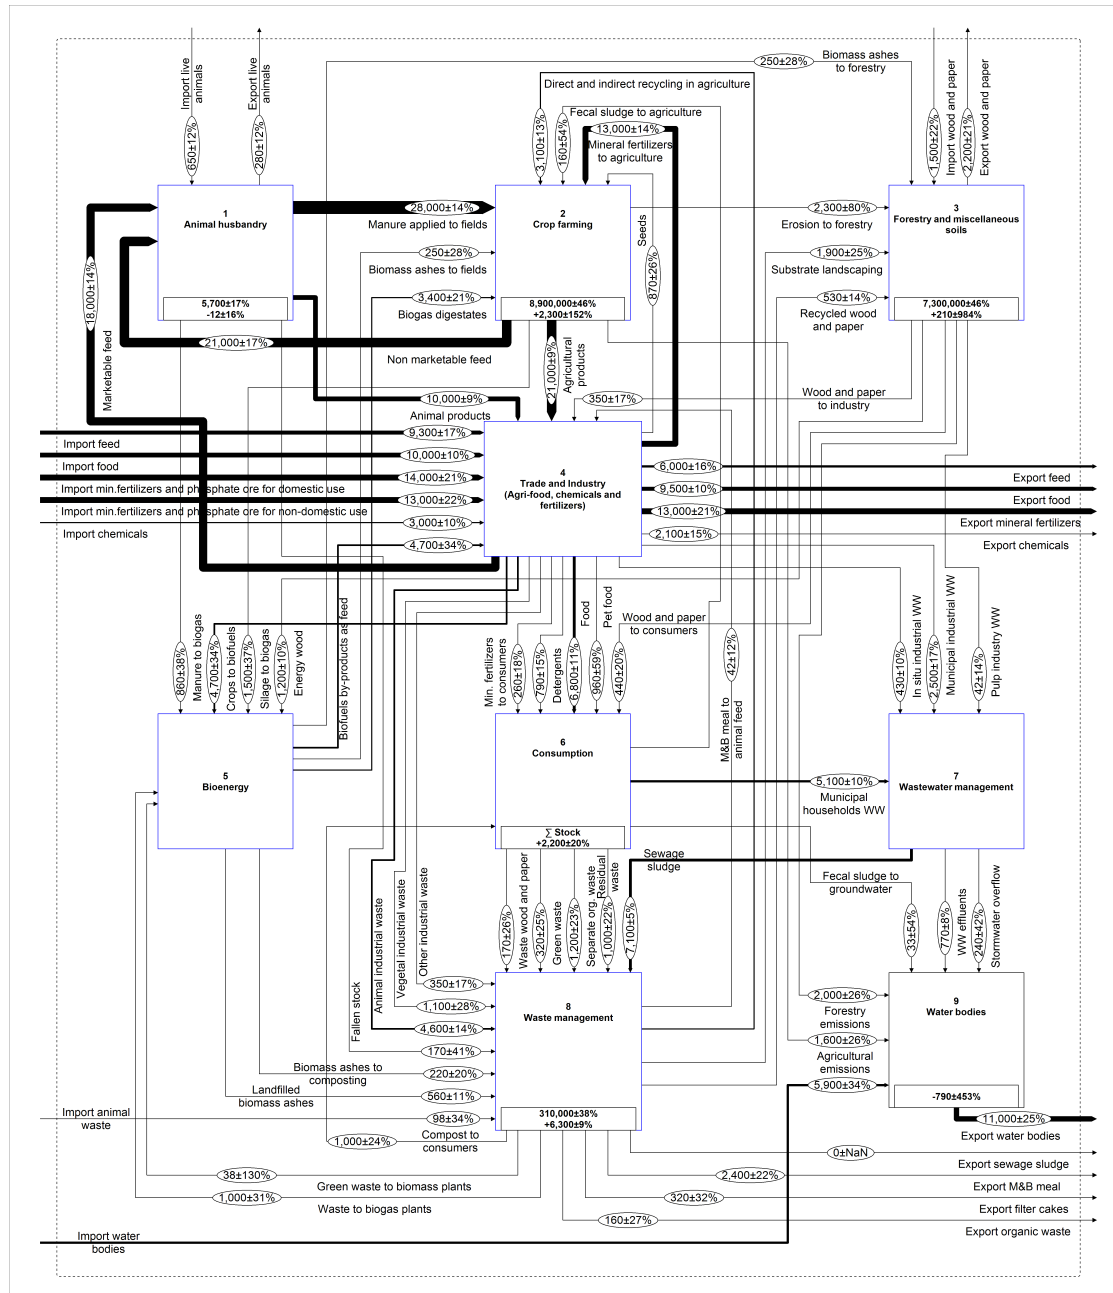 Import live
animals
650±12%
Export live
animals
280±12%
250±28%
Biomass ashes
to forestry
Direct and indirect recycling in agriculture
3,100±13%
Fecal sludge to agriculture
160±54%
13,000±14%
Mineral fertilizers
to agriculture
1,500±22%
Import wood and paper
2,200±21%
Export wood and paper
1
Animal husbandry
5,700±17%
-12±16%
28,000±14%
Manure applied to fields
250±28%
Biomass ashes to fields
3,400±21%
Biogas digestates
2
Crop farming
8,900,000±46%
+2,300±152%
Seeds
870±26%
2,300±80%
Erosion to forestry
1,900±25%
Substrate landscaping
530±14%
Recycled wood
and paper
3
Forestry and miscellaneous
soils
7,300,000±46%
+210±984%
18,000±14%
Marketable feed
21,000±17%
Non marketable feed
21,000±9%
Agricultural
products
10,000±9%
Animal products
350±17%
Wood and paper
to industry
9,300±17%
Import feed
10,000±10%
Import food
14,000±21%
Import min.fertilizers and phosphate ore for domestic use
13,000±22%
Import min.fertilizers and phosphate ore for non-domestic use
3,000±10%
Import chemicals
4,700±34%
4
Trade and Industry
(Agri-food, chemicals and
fertilizers)
6,000±16%
Export feed
9,500±10%
Export food
13,000±21%
Export mineral fertilizers
2,100±15%
Export chemicals
860±38%
Manure to biogas
4,700±34%
Crops to biofuels
1,500±37%
Silage to biogas
1,200±10%
Energy wood
Biofuels by-products as feed
Min. fertilizers
to consumers
260±18%
790±15%
Detergents
6,800±11%
Food
960±59%
Pet food
440±20%
Wood and paper
to consumers
42±12%
M&B meal to
animal feed
430±10%
In situ industrial WW
2,500±17%
Municipal industrial WW
42±14%
Pulp industry WW
5
Bioenergy
6
Consumption
∑ Stock
+2,200±20%
5,100±10%
Municipal
households WW
7
Wastewater management
Sewage
sludge
7,100±5%
Fecal sludge to
groundwater
33±54%
770±8%
WW effluents
240±42%
Stormwater overflow
170±26%
Waste wood and paper
320±25%
Green waste
1,200±23%
Separate org. waste
1,000±22%
Residual
waste
Fallen stock
Animal industrial waste
Vegetal industrial waste
Other industrial waste
350±17%
1,100±28%
4,600±14%
170±41%
Biomass ashes to
composting
220±20%
Landfilled
biomass ashes
560±11%
Import animal
waste
98±34%
8
Waste management
310,000±38%
+6,300±9%
2,000±26%
Forestry
emissions
1,600±26%
Agricultural
emissions
5,900±34%
9
Water bodies
-790±453%
11,000±25%
Export water bodies
1,000±24%
Compost to
consumers
38±130%
Green waste to biomass plants
1,000±31%
Waste to biogas plants
0±NaN
Export sewage sludge
2,400±22%
Export M&B meal
320±32%
Export filter cakes
160±27%
Export organic waste
Import water
bodies